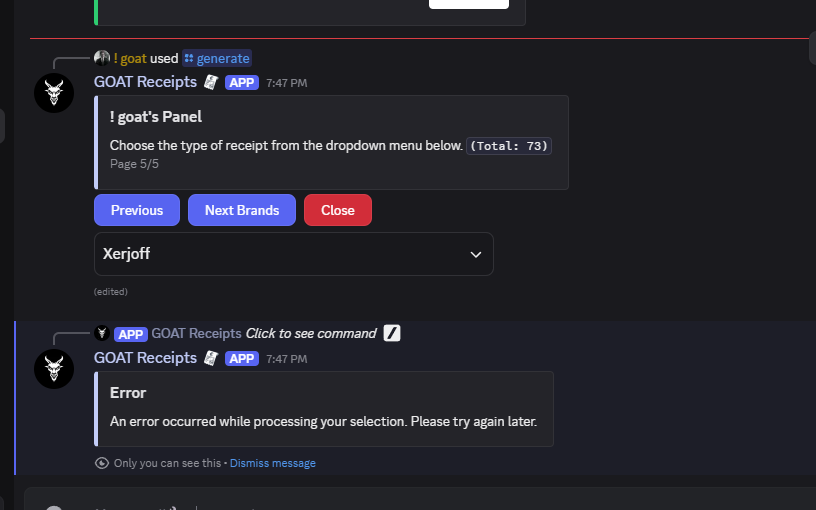 ! goat used generate
GOAT Receipts APP 7:47 PM
! goat's Panel
Choose the type of receipt from the dropdown menu below. (Total: 73)
Page 5/5
Previous Next Brands Close
Xerjoff
(edited)
APP GOAT Receipts Click to see command
GOAT Receipts APP 7:47 PM
Error
An error occurred while processing your selection. Please try again later.
Only you can see this • Dismiss message